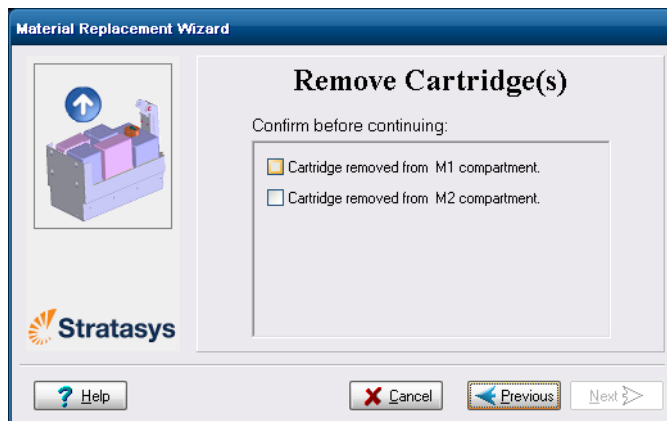 Material Replacement Wizard
Remove Cartridge(s)
Confirm before continuing:
Cartridge removed from M1 compartment.
Cartridge removed from M2 compartment.
Stratasys
? Help
Cancel
Previous
Next